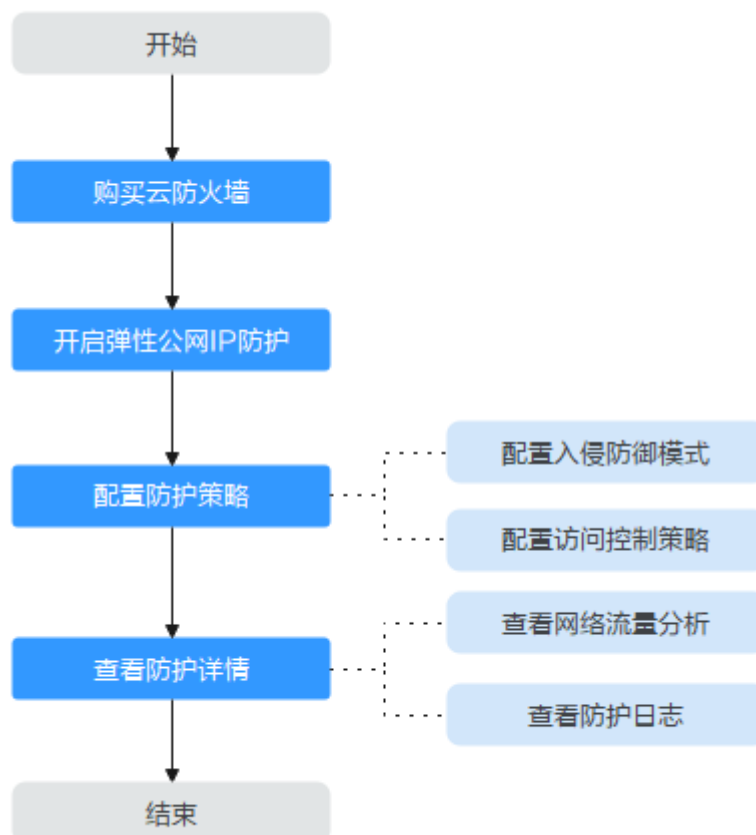 开始
购买云防火墙
开启弹性公网IP防护
配置防护策略
配置入侵防御模式
配置访问控制策略
查看防护详情
查看网络流量分析
查看防护日志
结束